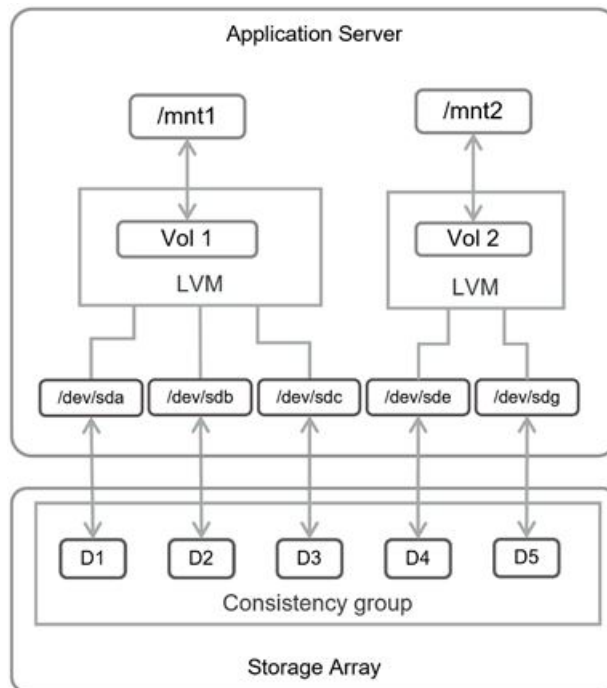 Application Server
/mnt1
/mnt2
Vol 1
Vol 2
LVM
LVM
/dev/sda
/dev/sdb
/dev/sdc
/dev/sde
/dev/sdg
D1
D2
D3
D4
D5
Consistency group
Storage Array